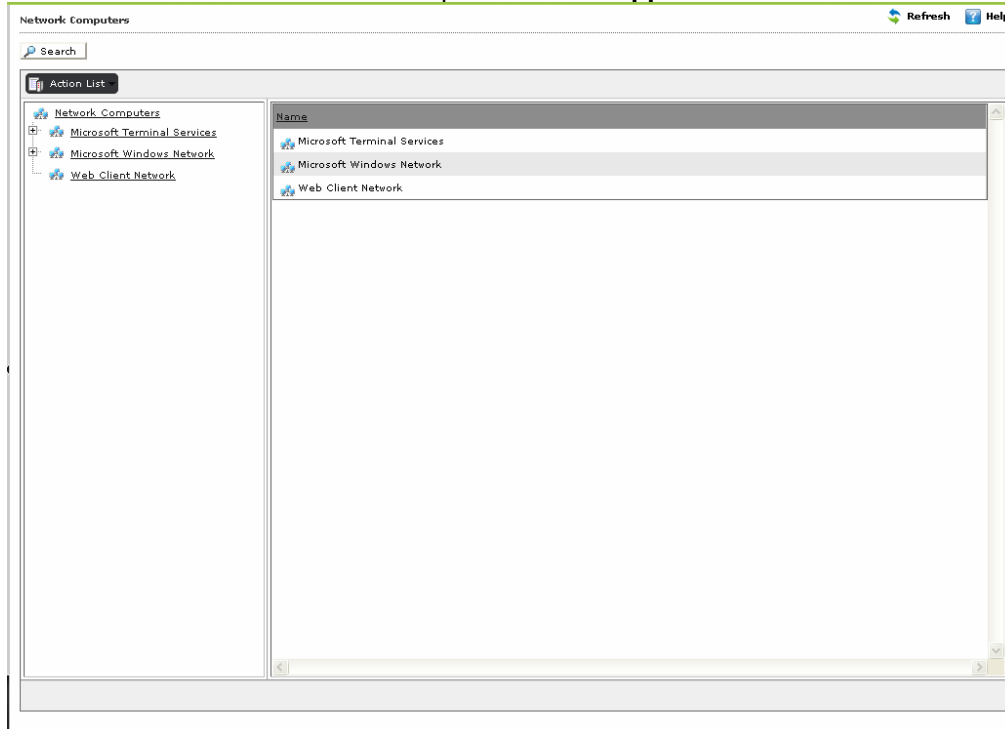 Network Computers
Refresh
Search
Action List
Network Computers
Microsoft Terminal Services
Microsoft Windows Network
Web Client Network
Name
Microsoft Terminal Services
Microsoft Windows Network
Web Client Network